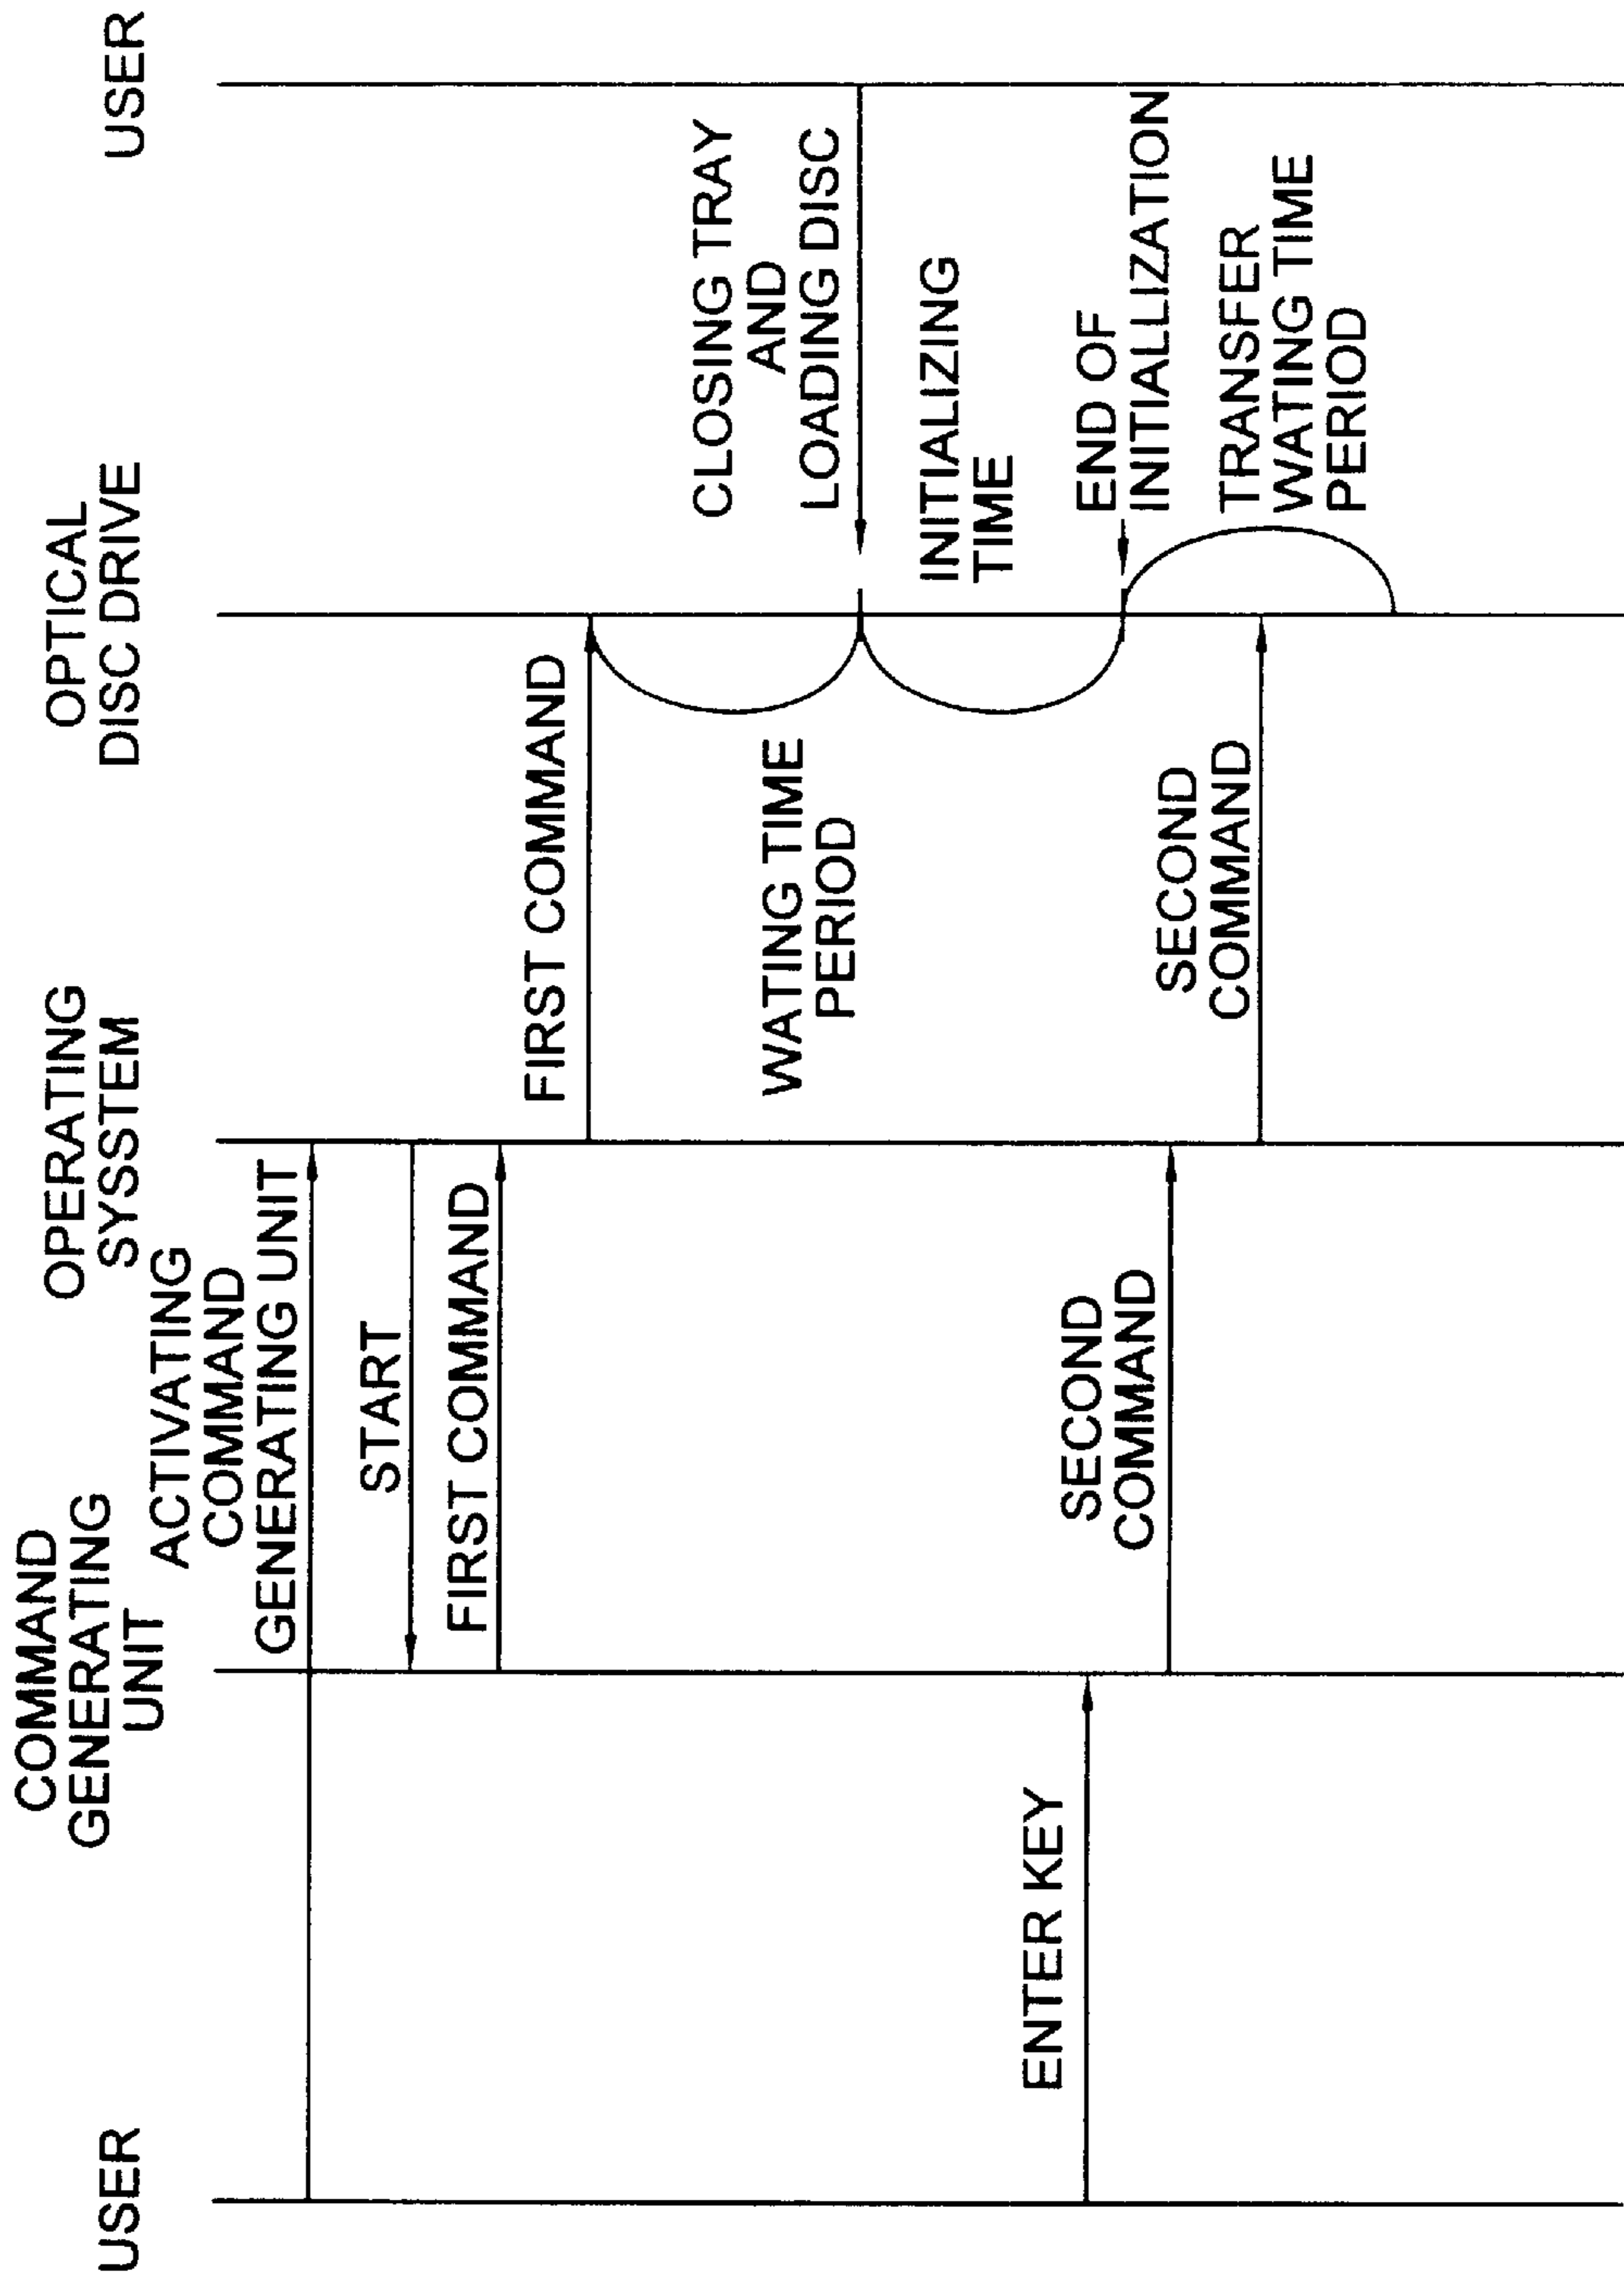 USER
COMMAND
GENERATING
UNIT
OPERATING
SYSSTEM
OPTICAL
DISC DRIVE
USER
ACTIVATING
COMMAND
GENERATING UNIT
START
FIRST COMMAND
FIRST COMMAND
CLOSING TRAY
AND
LOADING DISC
WATING TIME
PERIOD
INITIALIZING
TIME
ENTER KEY
SECOND
COMMAND
END OF
INITIALLIZATION
SECOND
COMMAND
TRANSFER
WATING TIME
PERIOD